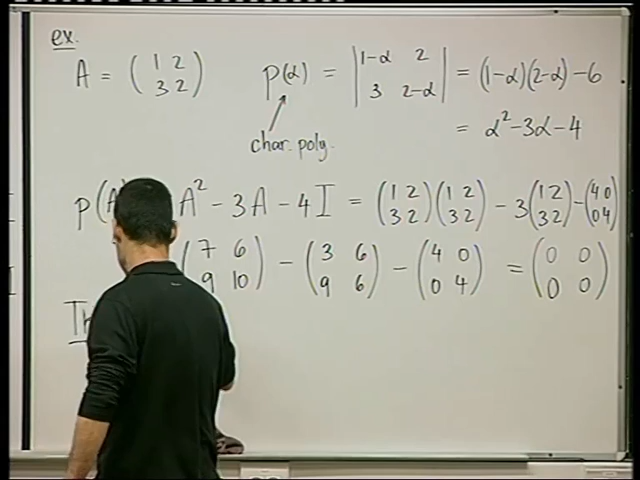 ex.
A = ( 1 2 ) p(α) = | 1-α 2 | = (1-α)(2-α) - 6
( 3 2 ) | 3 2-α |
char. poly. = α² - 3α - 4
p(A A² - 3A - 4I = ( 1 2 ) ( 1 2 ) - 3 ( 1 2 ) - ( 4 0 )
( 3 2 ) ( 3 2 ) ( 3 2 ) ( 0 4 )
( 7 6 ) - ( 3 6 ) - ( 4 0 ) = ( 0 0 )
( 9 10 ) ( 9 6 ) ( 0 4 ) ( 0 0 )